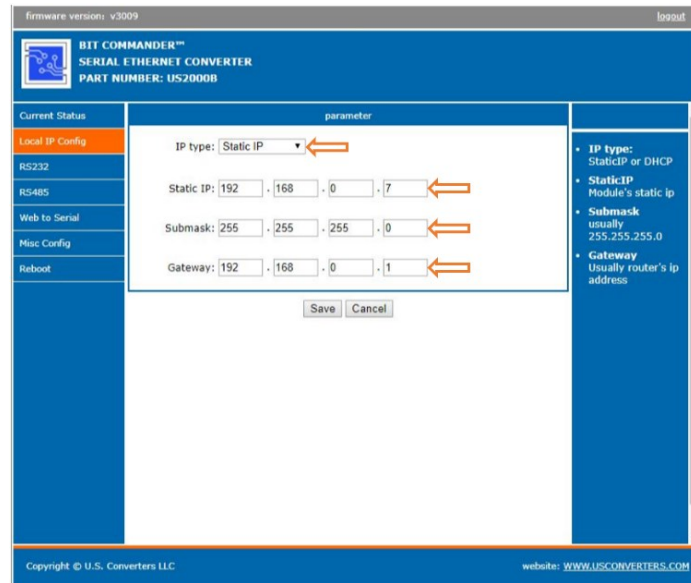 firmware version: v3009
logout
BIT COMMANDER™
SERIAL ETHERNET CONVERTER
PART NUMBER: US2000B
Current Status
Local IP Config
RS232
RS485
Web to Serial
Misc Config
Reboot
parameter
IP type: Static IP
Static IP: 192 . 168 . 0 . 7
Submask: 255 . 255 . 255 . 0
Gateway: 192 . 168 . 0 . 1
Save Cancel
• IP type:
StaticIP or DHCP
• StaticIP
Module's static ip
• Submask
usually
255.255.255.0
• Gateway
Usually router's ip
address
Copyright © U.S. Converters LLC
website: WWW.USCONVERTERS.COM